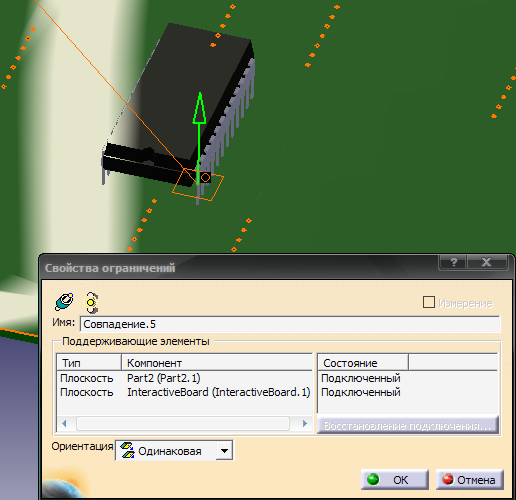 Свойства ограничений
Измерение
Имя: Совпадение.5
Поддерживающие элементы
Тип Компонент Состояние
Плоскость Part2 (Part2.1) Подключенный
Плоскость InteractiveBoard (InteractiveBoard.1) Подключенный
Восстановление подключения...
Ориентация Одинаковая
OK Отмена